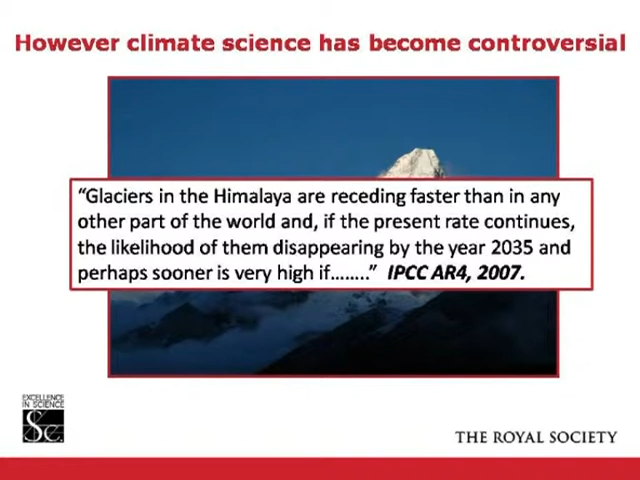 However climate science has become controversial
“Glaciers in the Himalaya are receding faster than in any
other part of the world and, if the present rate continues,
the likelihood of them disappearing by the year 2035 and
perhaps sooner is very high if……..” IPCC AR4, 2007.
EXCELLENCE
IN SCIENCE
THE ROYAL SOCIETY